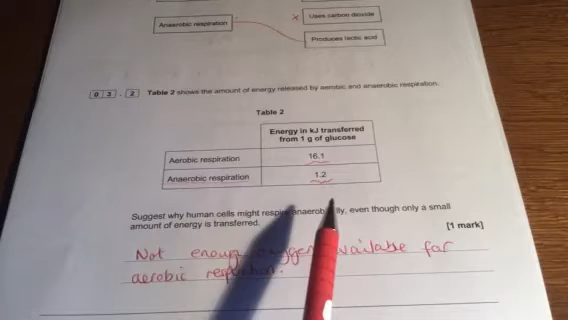 Anaerobic respiration
Uses carbon dioxide
Produces lactic acid
0 3 . 2 Table 2 shows the amount of energy released by aerobic and anaerobic respiration.
Table 2
Energy in kJ transferred
from 1 g of glucose
Aerobic respiration 16.1
Anaerobic respiration 1.2
Suggest why human cells might respire anaerobically, even though only a small
amount of energy is transferred.
[1 mark]
Not enough oxygen available for
aerobic respiration.